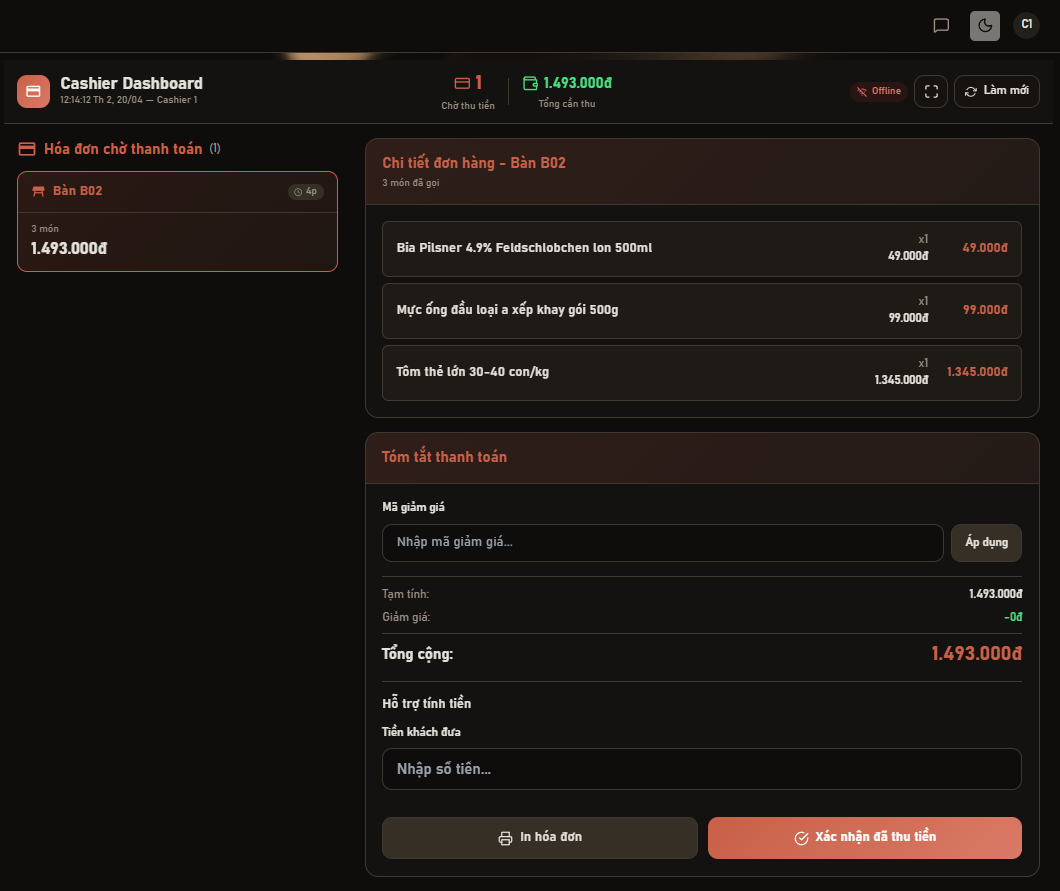 C1
Cashier Dashboard
12:14:12 Th 2, 20/04 — Cashier 1
1
Chờ thu tiền
1.493.000đ
Tổng cần thu
Offline
Làm mới
Hóa đơn chờ thanh toán (1)
Bàn B02
4p
3 món
1.493.000đ
Chi tiết đơn hàng - Bàn B02
3 món đã gọi
Bia Pilsner 4.9% Feldschlobchen lon 500ml
x1
49.000đ
49.000đ
Mực ống đầu loại a xếp khay gói 500g
x1
99.000đ
99.000đ
Tôm thẻ lớn 30-40 con/kg
x1
1.345.000đ
1.345.000đ
Tóm tắt thanh toán
Mã giảm giá
Nhập mã giảm giá...
Áp dụng
Tạm tính: 1.493.000đ
Giảm giá: -0đ
Tổng cộng: 1.493.000đ
Hỗ trợ tính tiền
Tiền khách đưa
Nhập số tiền...
In hóa đơn
Xác nhận đã thu tiền